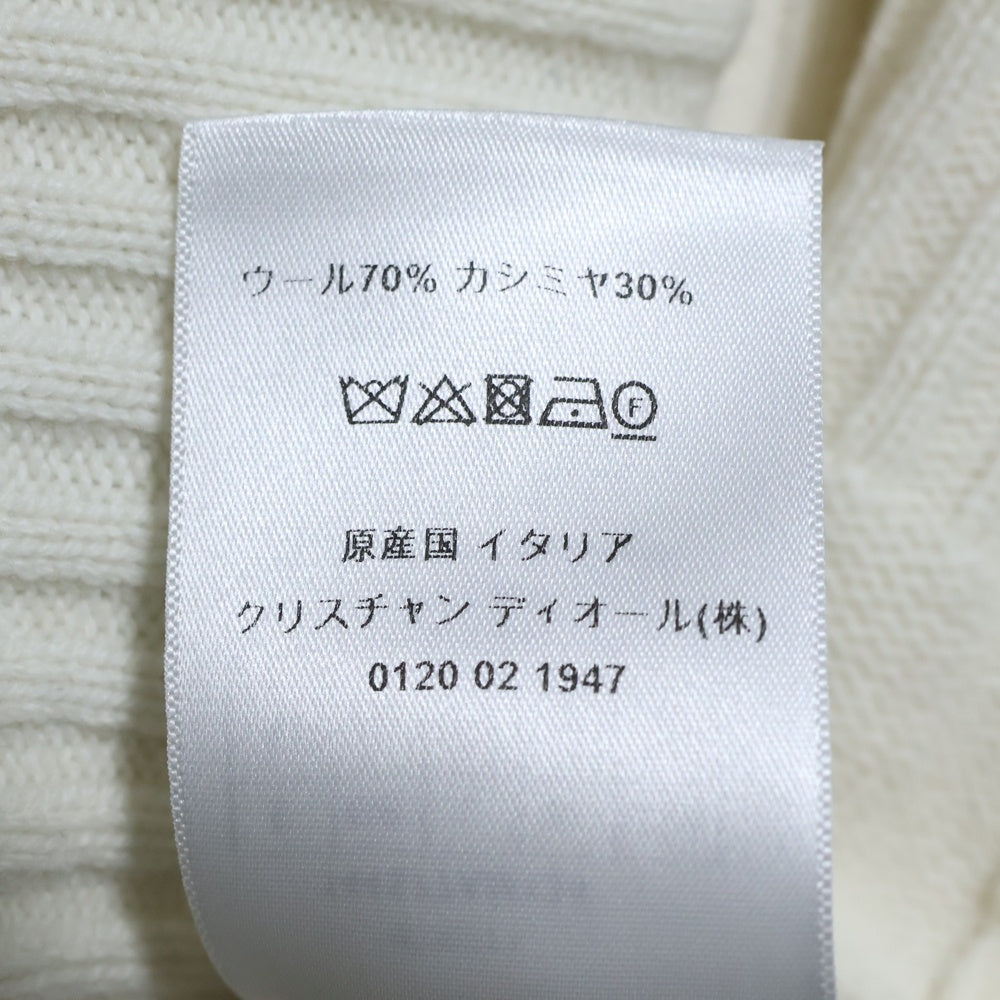 ウール70% カシミヤ30%
F
原産国 イタリア
クリスチャン ディオール(株)
0120 02 1947